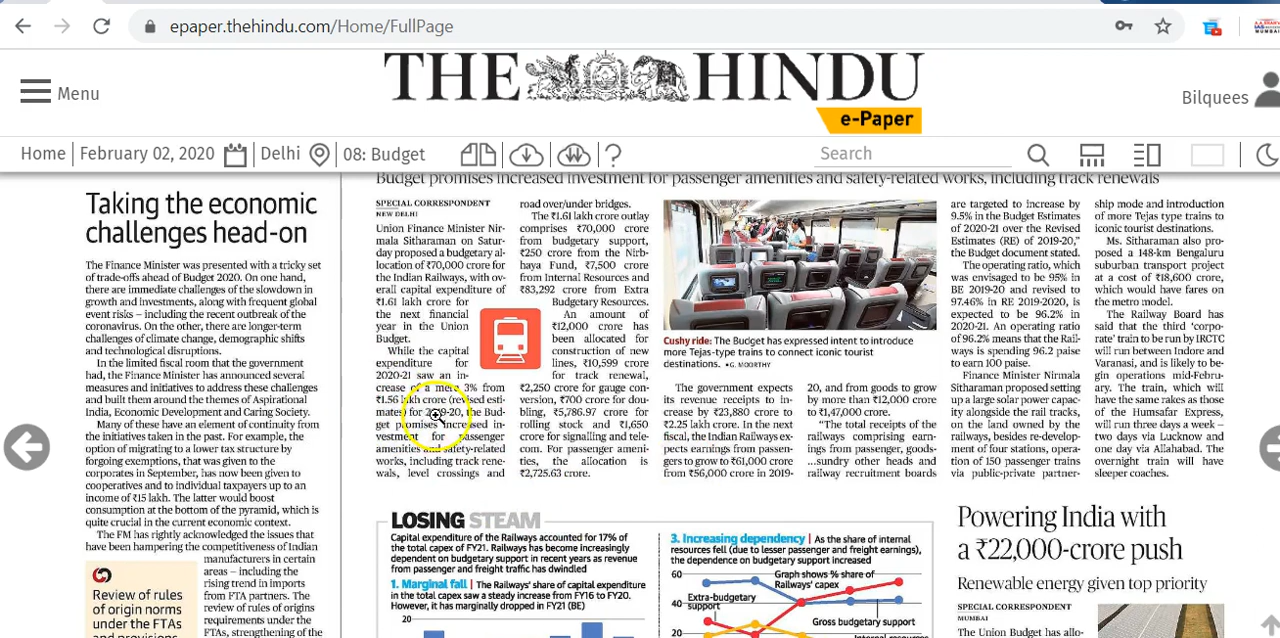 epaper.thehindu.com/Home/FullPage
Menu
THE HINDU
e-Paper
Bilquees
Home
February 02, 2020
Delhi
08: Budget
?
Search
Budget promises increased investment for passenger amenities and safety-related works, including track renewals
Taking the economic
challenges head-on
The Finance Minister was presented with a tricky set
of trade-offs ahead of Budget 2020. On one hand,
there are immediate challenges of the slowdown in
growth and investments, along with frequent global
event risks – including the recent outbreak of the
coronavirus. On the other, there are longer-term
challenges of climate change, demographic shifts
and technological disruptions.
In the limited fiscal room that the government
had, the Finance Minister has announced several
measures and initiatives to address these challenges
and built them around the themes of Aspirational
India, Economic Development and Caring Society.
Many of these have an element of continuity from
the initiatives taken in the past. For example, the
option of migrating to a lower tax structure by
forgoing exemptions, that was given to the
corporates in September, has now been given to
cooperatives and to individual taxpayers up to an
income of ₹15 lakh. The latter would boost
consumption at the bottom of the pyramid, which is
quite crucial in the current economic context.
The FM has rightly acknowledged the issues that
have been hampering the competitiveness of Indian
manufacturers in certain
areas – including the
rising trend in imports
from FTA partners. The
review of rules of origins
requirements under the
FTAs, strengthening of the
Review of rules
of origin norms
under the FTAs
and provisions
SPECIAL CORRESPONDENT
NEW DELHI
Union Finance Minister Nir-
mala Sitharaman on Satur-
day proposed a budgetary al-
location of ₹70,000 crore for
the Indian Railways, with ov-
erall capital expenditure of
₹1.61 lakh crore for
the next financial
year in the Union
Budget.
While the capital
expenditure for
2020-21 saw an in-
crease of a mere 3% from
₹1.56 lakh crore (revised esti-
mates for 2019-20, the Bud-
get promises increased in-
vestment for passenger
amenities and safety-related
works, including track rene-
wals, level crossings and
road over/under bridges.
The ₹1.61 lakh crore outlay
comprises ₹70,000 crore
from budgetary support,
₹250 crore from the Nirb-
haya Fund, ₹7,500 crore
from Internal Resources and
₹83,292 crore from Extra
Budgetary Resources.
An amount of
₹12,000 crore has
been allocated for
construction of new
lines, ₹10,599 crore
for track renewal,
₹2,250 crore for gauge con-
version, ₹700 crore for dou-
bling, ₹5,786.97 crore for
rolling stock and ₹1,650
crore for signalling and tele-
com. For passenger ameni-
ties, the allocation is
₹2,725.63 crore.
Cushy ride: The Budget has expressed intent to introduce
more Tejas-type trains to connect iconic tourist
destinations. • G. MOORTHY
The government expects
its revenue receipts to in-
crease by ₹23,880 crore to
₹2.25 lakh crore. In the next
fiscal, the Indian Railways ex-
pects earnings from passen-
gers to grow to ₹61,000 crore
from ₹56,000 crore in 2019-
20, and from goods to grow
by more than ₹12,000 crore
to ₹1,47,000 crore.
“The total receipts of the
railways comprising earn-
ings from passenger, goods-
...sundry other heads and
railway recruitment boards
are targeted to increase by
9.5% in the Budget Estimates
of 2020-21 over the Revised
Estimates (RE) of 2019-20,”
the Budget document stated.
The operating ratio, which
was envisaged to be 95% in
BE 2019-20 and revised to
97.46% in RE 2019-2020, is
expected to be 96.2% in
2020-21. An operating ratio
of 96.2% means that the Rail-
ways is spending 96.2 paise
to earn 100 paise.
Finance Minister Nirmala
Sitharaman proposed setting
up a large solar power capac-
ity alongside the rail tracks,
on the land owned by the
railways, besides re-develop-
ment of four stations, opera-
tion of 150 passenger trains
via public-private partner-
ship mode and introduction
of more Tejas type trains to
iconic tourist destinations.
Ms. Sitharaman also pro-
posed a 148-km Bengaluru
suburban transport project
at a cost of ₹18,600 crore,
which would have fares on
the metro model.
The Railway Board has
said that the third ‘corpo-
rate’ train to be run by IRCTC
will run between Indore and
Varanasi, and is likely to be-
gin operations mid-Febru-
ary. The train, which will
have the same rakes as those
of the Humsafar Express,
will run three days a week –
two days via Lucknow and
one day via Allahabad. The
overnight train will have
sleeper coaches.
LOSING STEAM
Capital expenditure of the Railways accounted for 17% of
the total capex of FY21. Railways has become increasingly
dependent on budgetary support in recent years as revenue
from passenger and freight traffic has dwindled
1. Marginal fall | The Railways' share of capital expenditure
in the total capex saw a steady increase from FY16 to FY20.
However, it has marginally dropped in FY21 (BE)
20
3. Increasing dependency | As the share of internal
resources fell (due to lesser passenger and freight earnings),
the dependence on budgetary support increased
60
Graph shows % share of
Railways' capex
Extra-budgetary
support
40
Gross budgetary support
20
Internal resources
Powering India with
a ₹22,000-crore push
Renewable energy given top priority
SPECIAL CORRESPONDENT
MUMBAI
The Union Budget has allo-